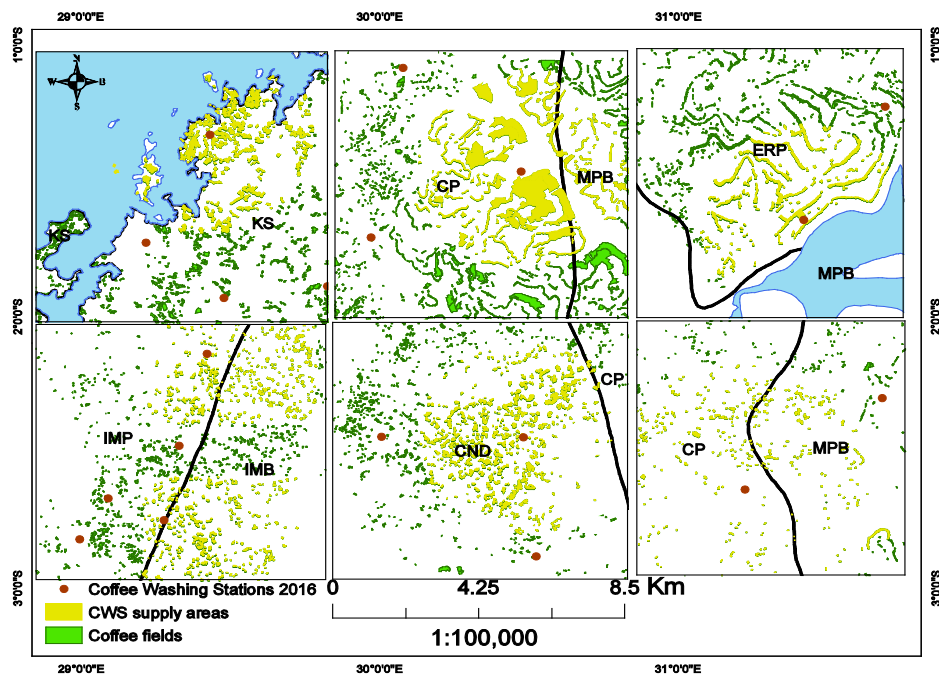 29°0'0"E 30°0'0"E 31°0'0"E
1°0'0"S 1°0'0"S
N
W B
S
KS
KS
CP
MPB
ERP
MPB
2°0'0"S 2°0'0"S
IMP
IMB
CND
CP
CP
MPB
3°0'0"S 3°0'0"S
Coffee Washing Stations 2016
CWS supply areas
Coffee fields
0 4.25 8.5 Km
1:100,000
29°0'0"E 30°0'0"E 31°0'0"E